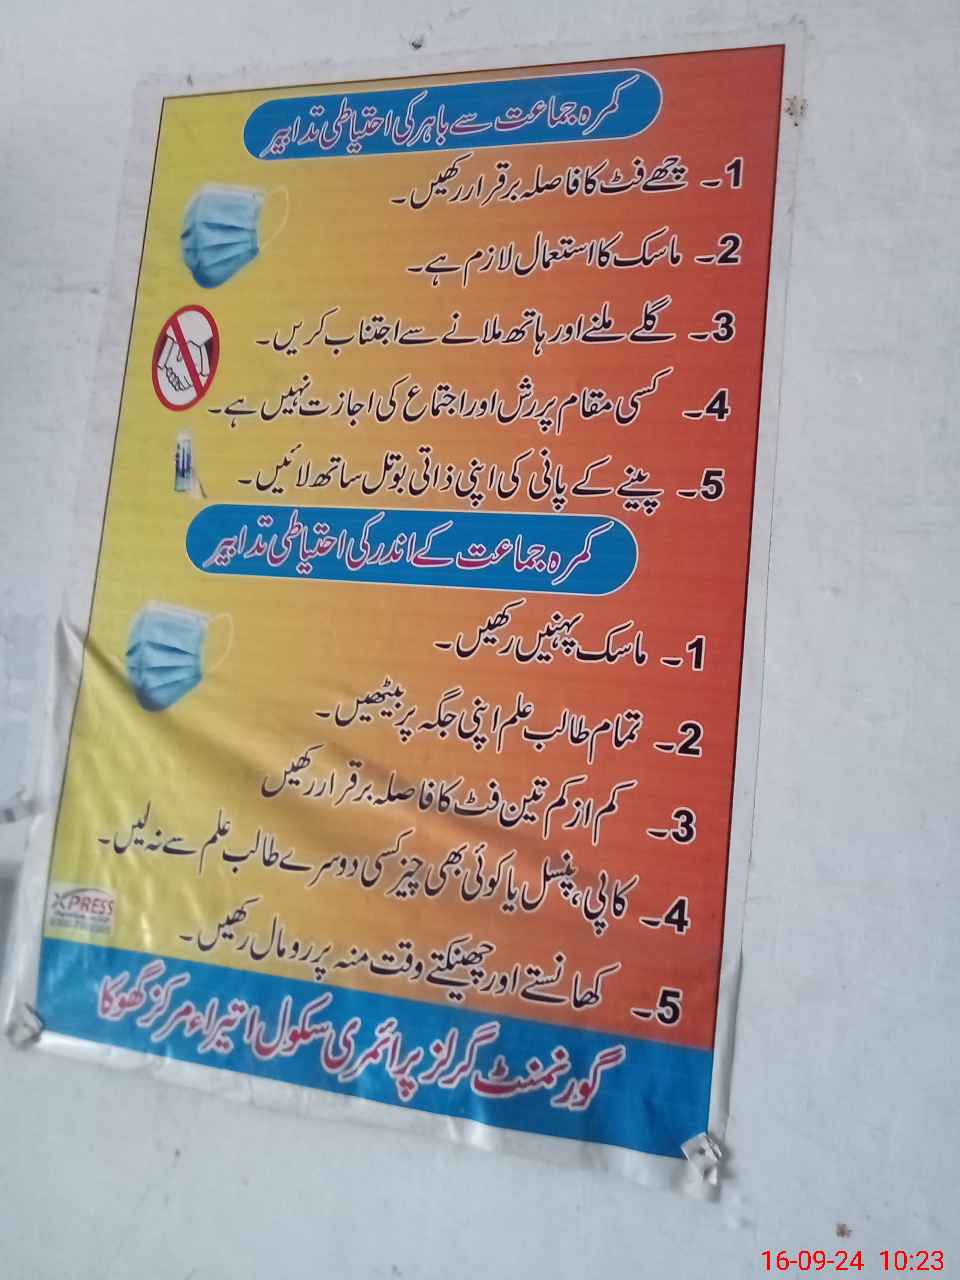 کمرہ جماعت سے باہر کی احتیاطی تدابیر
1۔ چھے فٹ کا فاصلہ برقرار رکھیں۔
2۔ ماسک کا استعمال لازم ہے۔
3۔ گلے ملنے اور ہاتھ ملانے سے اجتناب کریں۔
4۔ کسی مقام پر رش اور اجتماع کی اجازت نہیں ہے۔
5۔ پینے کے پانی کی اپنی ذاتی بوتل ساتھ لائیں۔
کمرہ جماعت کے اندر کی احتیاطی تدابیر
1۔ ماسک پہنیں رکھیں۔
2۔ تمام طالب علم اپنی جگہ پر بیٹھیں۔
3۔ کم از کم تین فٹ کا فاصلہ برقرار رکھیں
4۔ کاپی، پنسل یا کوئی بھی چیز کسی دوسرے طالب علم سے نہ لیں۔
5۔ کھانستے اور چھینکتے وقت منہ پر رومال رکھیں۔
XPRESS
گورنمنٹ گرلز پرائمری سکول اتیراء مرکز گھوکا
16-09-24 10:23